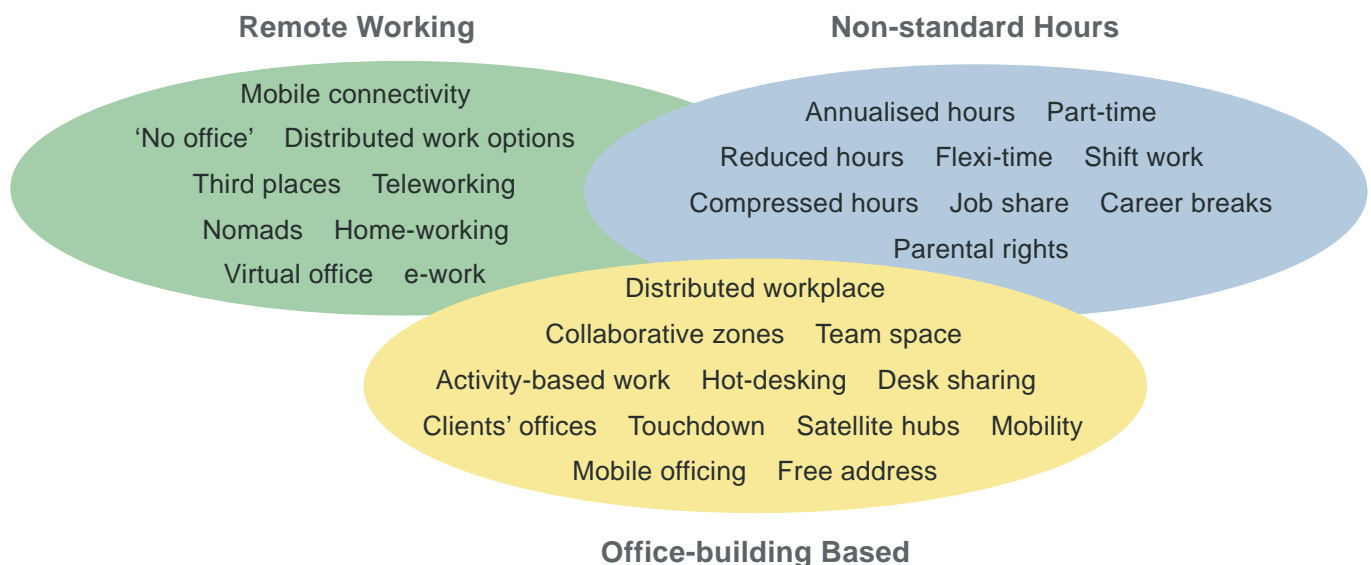 Remote Working
Mobile connectivity
‘No office’ Distributed work options
Third places Teleworking
Nomads Home-working
Virtual office e-work
Non-standard Hours
Annualised hours Part-time
Reduced hours Flexi-time Shift work
Compressed hours Job share Career breaks
Parental rights
Distributed workplace
Collaborative zones Team space
Activity-based work Hot-desking Desk sharing
Clients’ offices Touchdown Satellite hubs Mobility
Mobile officing Free address
Office-building Based